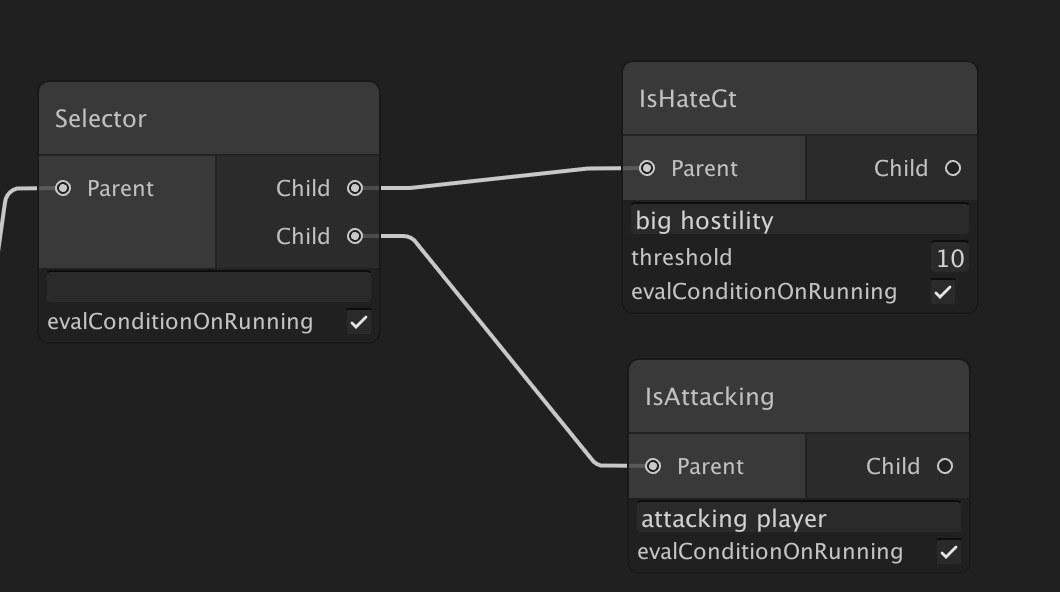 Selector
Parent
Child
Child
evalConditionOnRunning
IsHateGt
Parent
Child
big hostility
threshold
10
evalConditionOnRunning
IsAttacking
Parent
Child
attacking player
evalConditionOnRunning